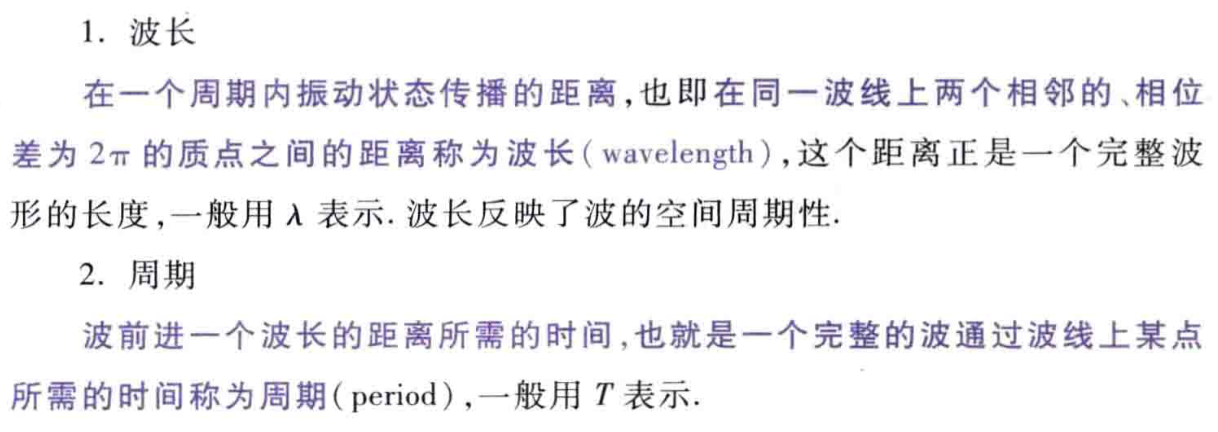 1. 波长
在一个周期内振动状态传播的距离,也即在同一波线上两个相邻的、相位
差为 2π 的质点之间的距离称为波长(wavelength),这个距离正是一个完整波
形的长度,一般用 λ 表示. 波长反映了波的空间周期性.
2. 周期
波前进一个波长的距离所需的时间,也就是一个完整的波通过波线上某点
所需的时间称为周期(period),一般用 T 表示.